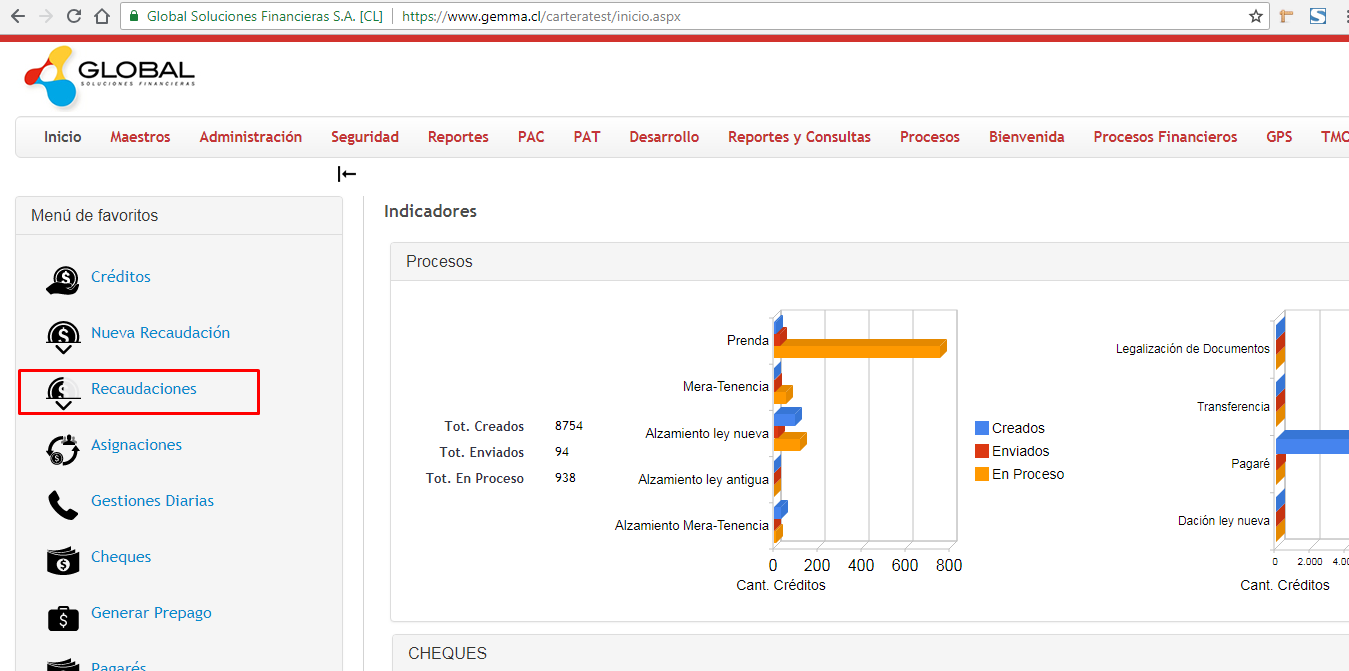 Global Soluciones Financieras S.A. [CL] https://www.gemma.cl/carteratest/inicio.aspx
GLOBAL
SOLUCIONES FINANCIERAS
Inicio Maestros Administración Seguridad Reportes PAC PAT Desarrollo Reportes y Consultas Procesos Bienvenida Procesos Financieros GPS
Menú de favoritos
Créditos
Nueva Recaudación
Recaudaciones
Asignaciones
Gestiones Diarias
Cheques
Generar Prepago
Pagarés
Indicadores
Procesos
Tot. Creados 8754
Tot. Enviados 94
Tot. En Proceso 938
Prenda
Mera-Tenencia
Alzamiento ley nueva
Alzamiento ley antigua
Alzamiento Mera-Tenencia
0 200 400 600 800
Cant. Créditos
Creados
Enviados
En Proceso
Legalización de Documentos
Transferencia
Pagaré
Dación ley nueva
0 2.000
Cant. Créditos
CHEQUES